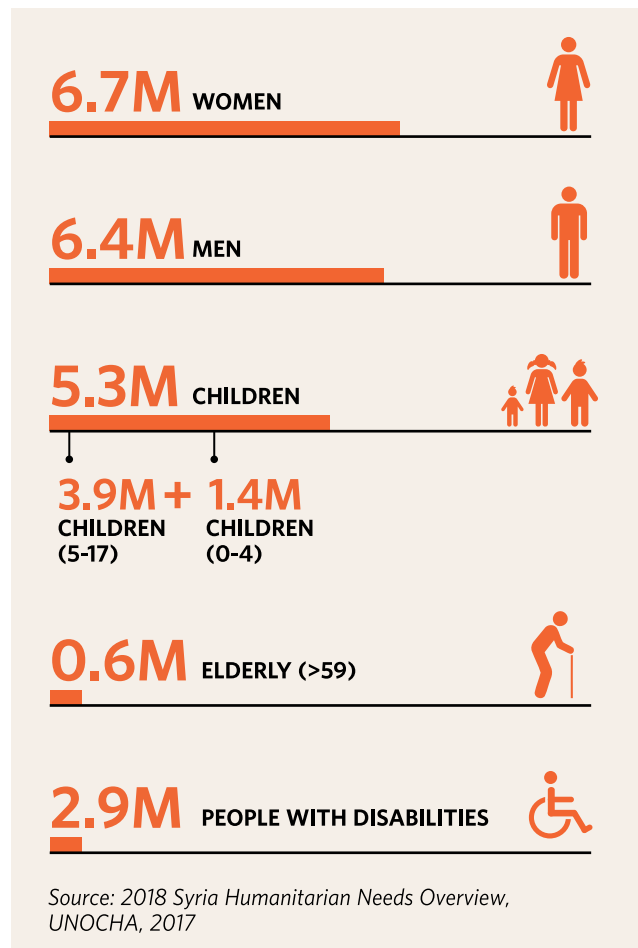 6.7M WOMEN
6.4M MEN
5.3M CHILDREN
3.9M + 1.4M
CHILDREN CHILDREN
(5-17) (0-4)
0.6M ELDERLY (>59)
2.9M PEOPLE WITH DISABILITIES
Source: 2018 Syria Humanitarian Needs Overview,
UNOCHA, 2017